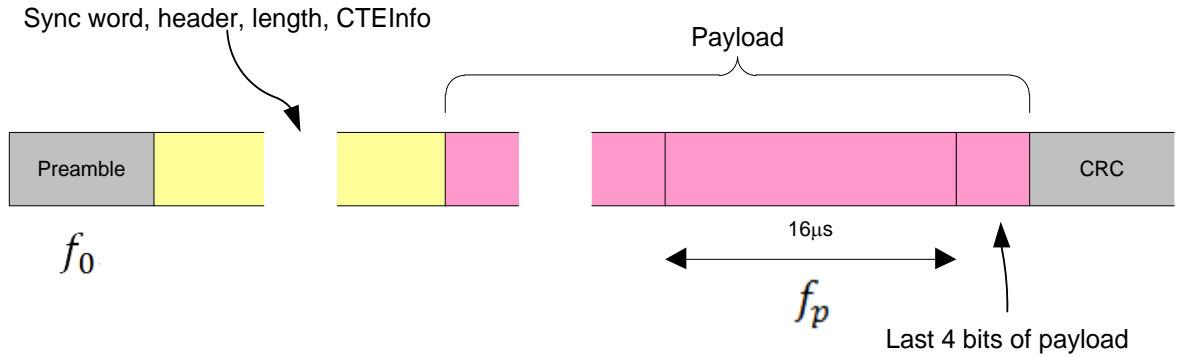 Sync word, header, length, CTEInfo
Payload
Preamble
CRC
16μs
f₀
fₚ
Last 4 bits of payload